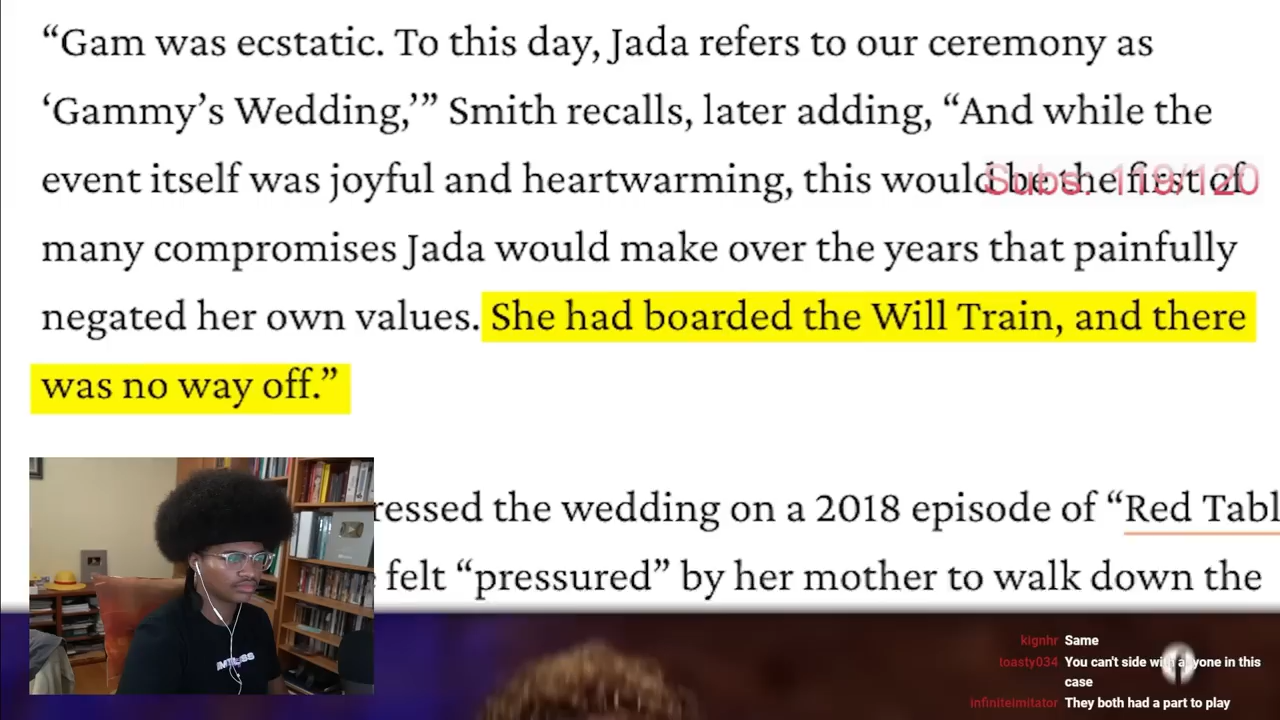 “Gam was ecstatic. To this day, Jada refers to our ceremony as
‘Gammy’s Wedding,’” Smith recalls, later adding, “And while the
event itself was joyful and heartwarming, this would be the first of
Subs: 119/120
many compromises Jada would make over the years that painfully
negated her own values. She had boarded the Will Train, and there
was no way off.”
ressed the wedding on a 2018 episode of “Red Tabl
felt “pressured” by her mother to walk down the
kignhr Same
toasty034 You can't side with anyone in this
case
infiniteimitator They both had a part to play